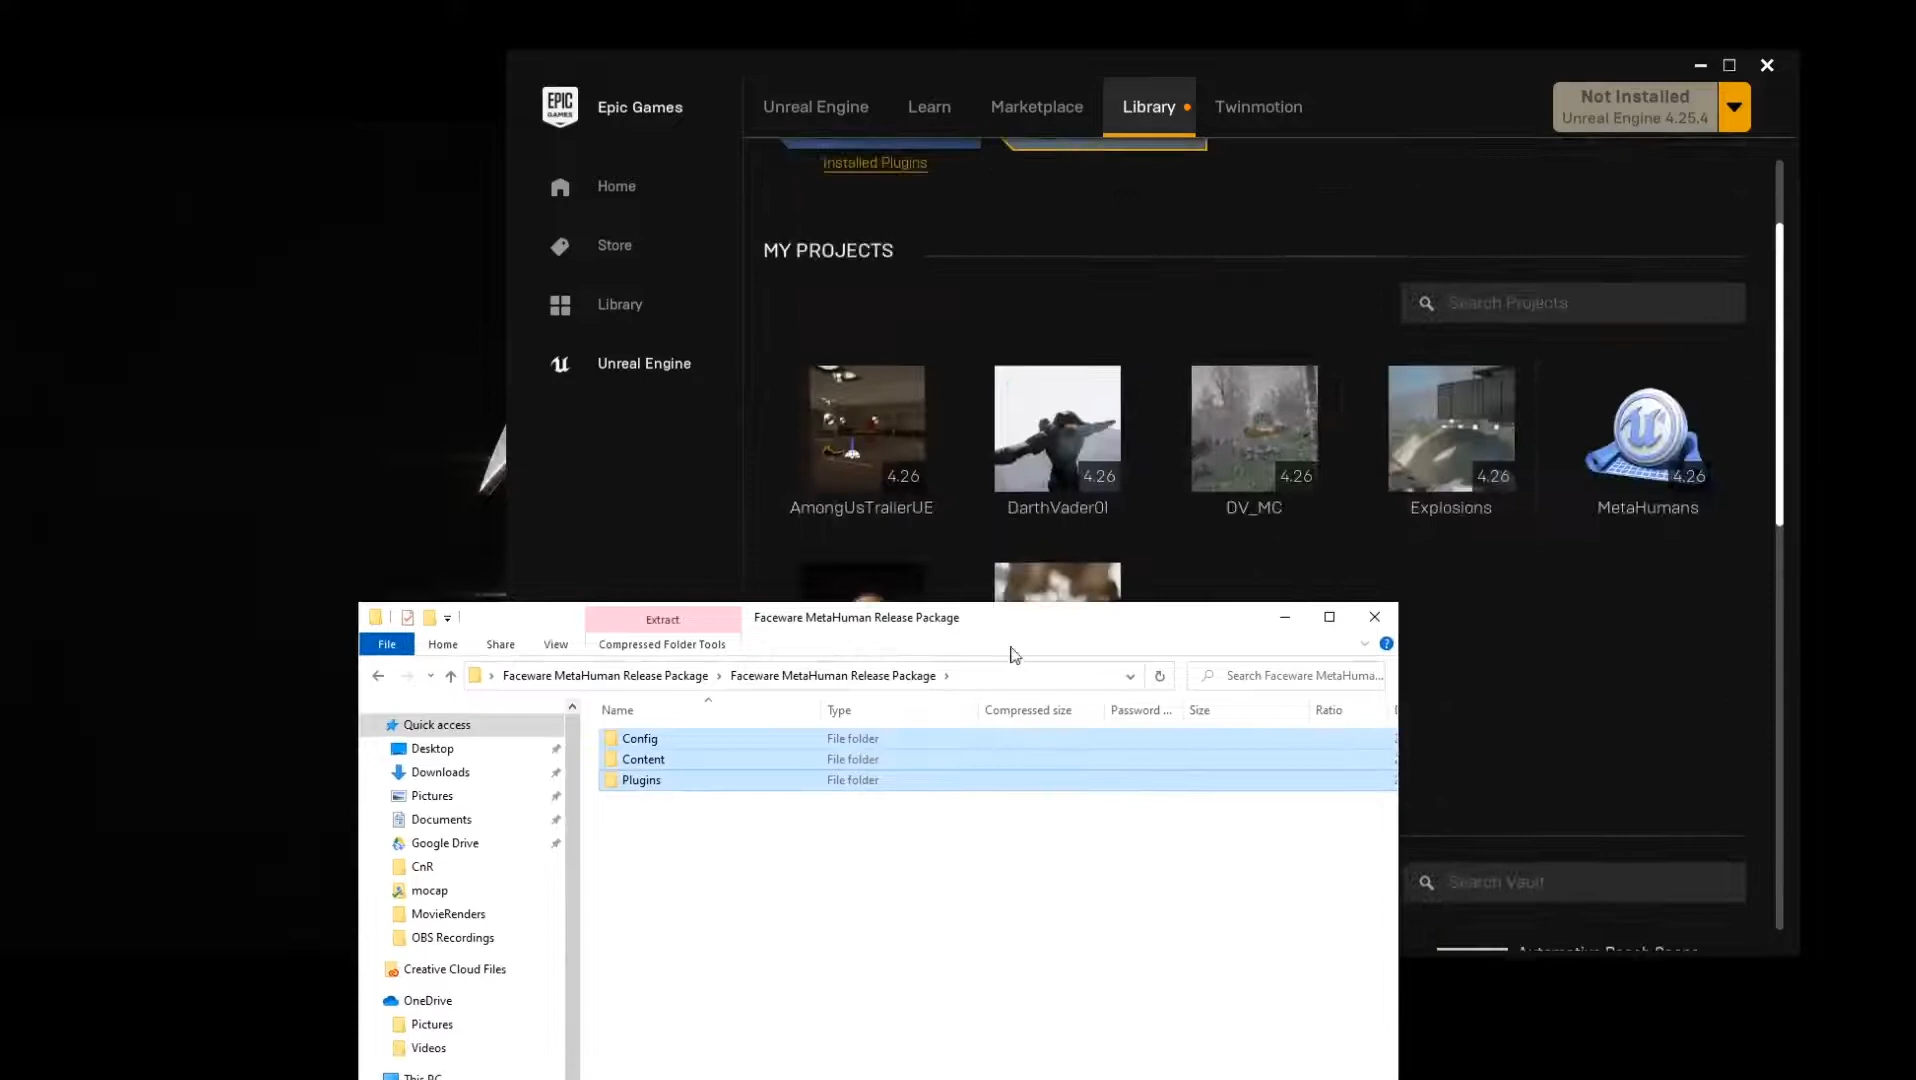 EPIC
GAMES
Epic Games
Unreal Engine
Learn
Marketplace
Library
Twinmotion
Not Installed
Unreal Engine 4.25.4
Installed Plugins
Home
Store
Library
Unreal Engine
MY PROJECTS
Search Projects
4.26
4.26
4.26
4.26
4.26
AmongUsTrailerUE
DarthVader01
DV_MC
Explosions
MetaHumans
Extract
Faceware MetaHuman Release Package
File
Home
Share
View
Compressed Folder Tools
Faceware MetaHuman Release Package
Faceware MetaHuman Release Package
Search Faceware MetaHuma...
Name
Type
Compressed size
Password ...
Size
Ratio
Quick access
Desktop
Downloads
Pictures
Documents
Google Drive
CnR
mocap
MovieRenders
OBS Recordings
Creative Cloud Files
OneDrive
Pictures
Videos
This PC
Config
File folder
Content
File folder
Plugins
File folder
Search Vault